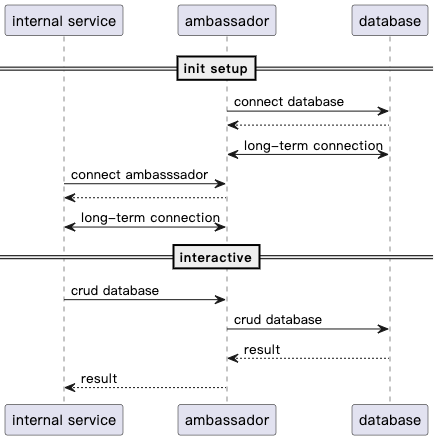 internal service ambassador database
init setup
connect database
long-term connection
connect ambasssador
long-term connection
interactive
crud database
crud database
result
result
internal service ambassador database